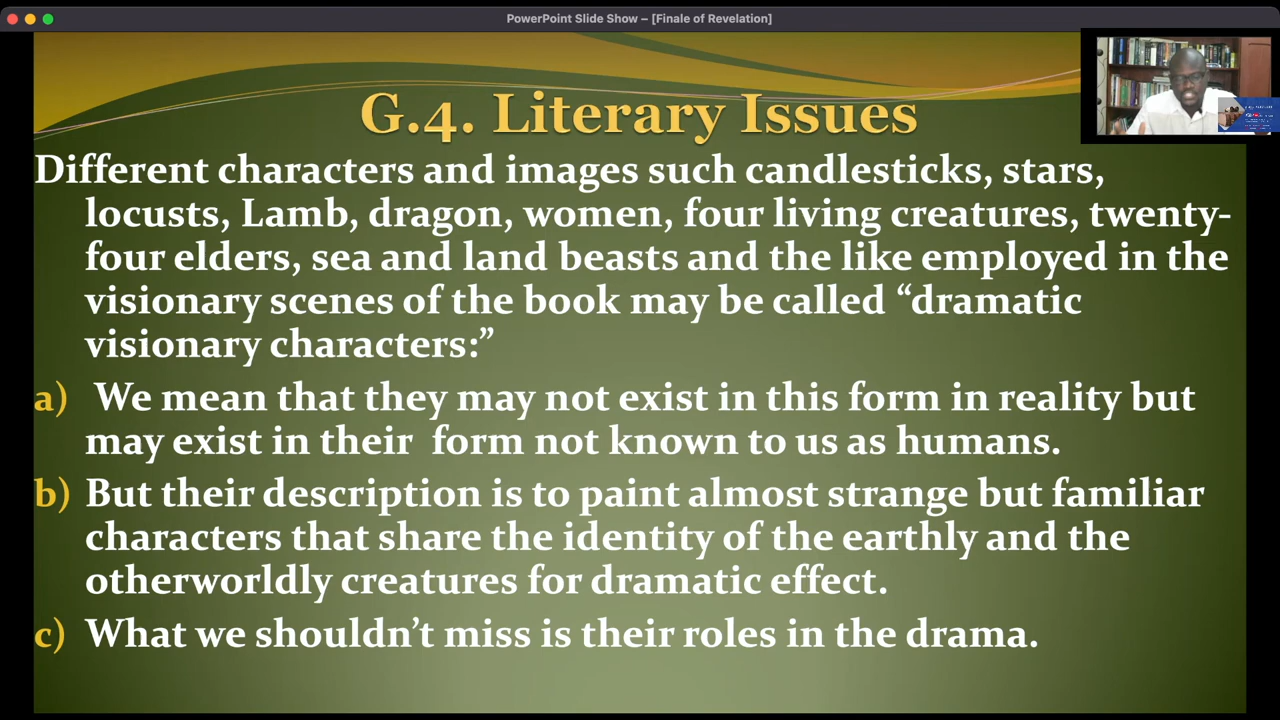 PowerPoint Slide Show – [Finale of Revelation]
G.4. Literary Issues
Different characters and images such candlesticks, stars,
locusts, Lamb, dragon, women, four living creatures, twenty-
four elders, sea and land beasts and the like employed in the
visionary scenes of the book may be called “dramatic
visionary characters:”
a) We mean that they may not exist in this form in reality but
may exist in their form not known to us as humans.
b) But their description is to paint almost strange but familiar
characters that share the identity of the earthly and the
otherworldly creatures for dramatic effect.
c) What we shouldn’t miss is their roles in the drama.